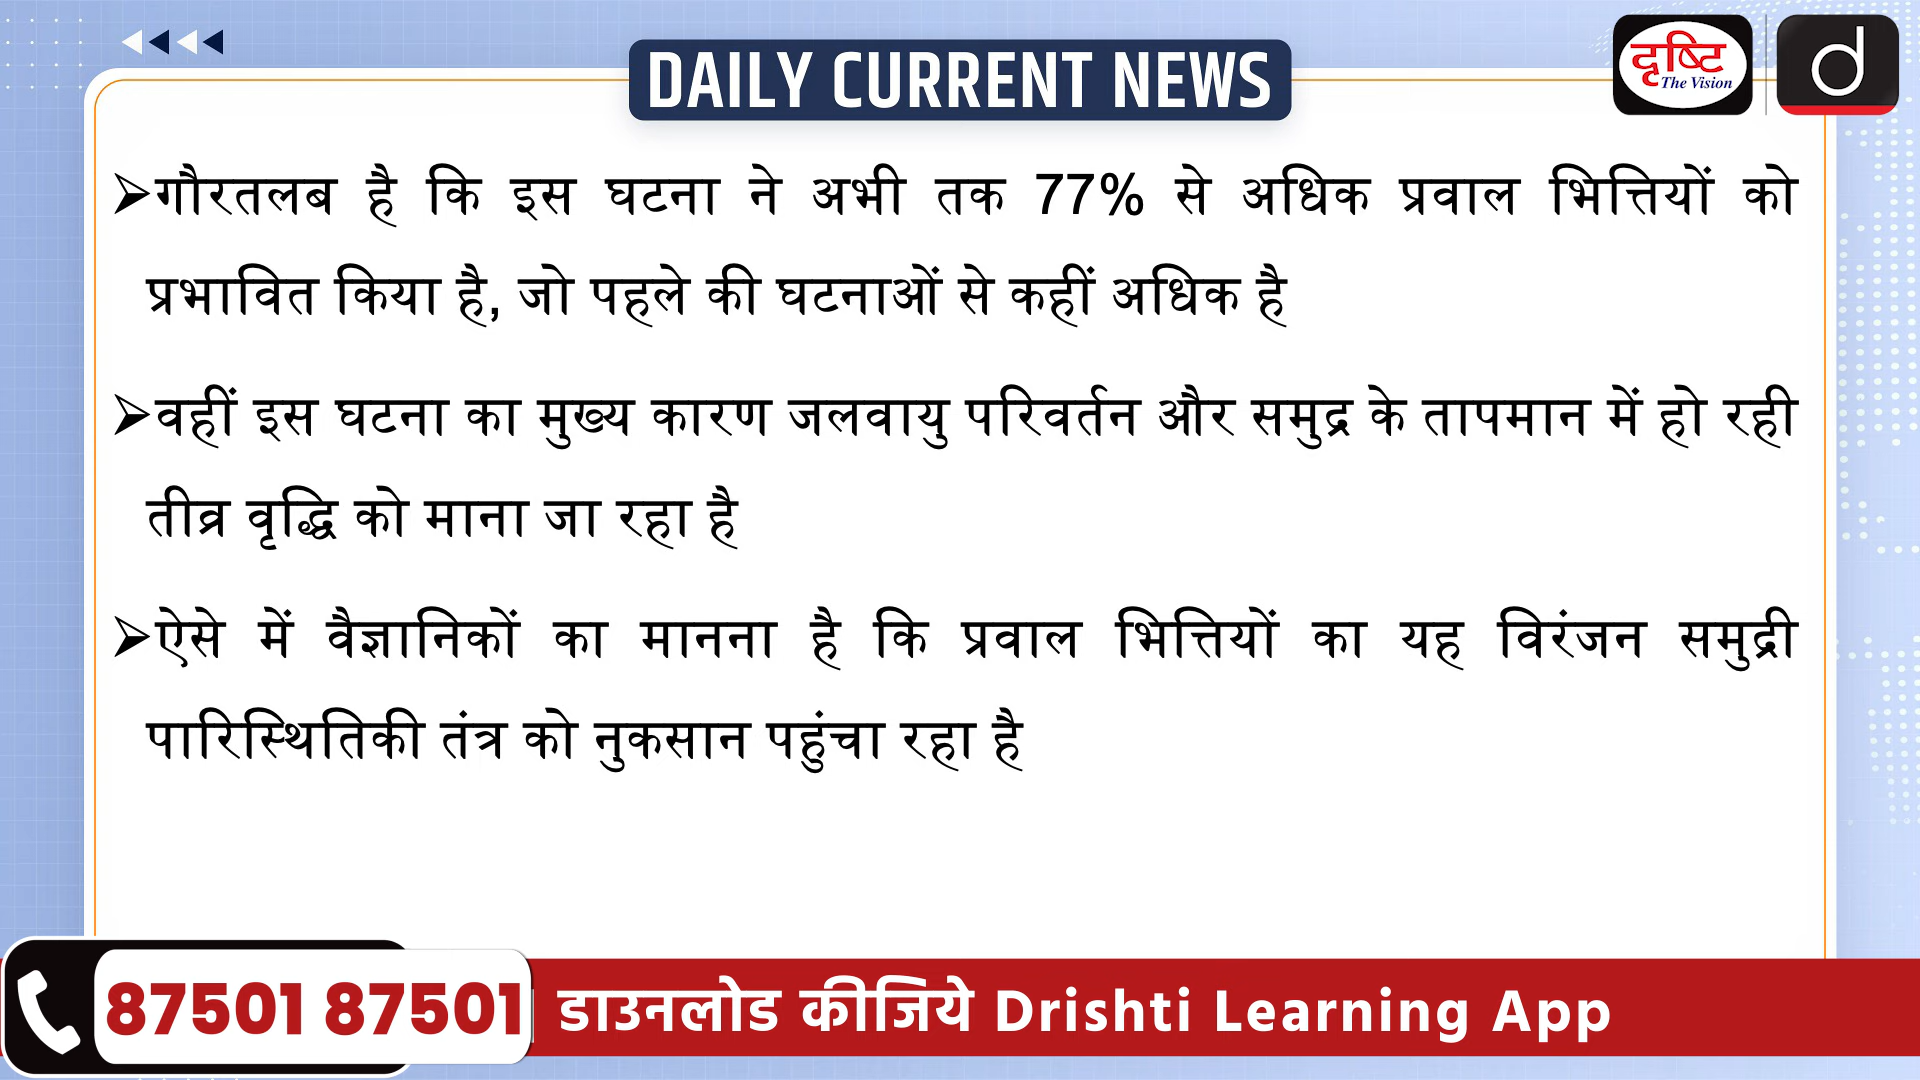 DAILY CURRENT NEWS
दृष्टि
The Vision
d
➢गौरतलब है कि इस घटना ने अभी तक 77% से अधिक प्रवाल भित्तियों को
प्रभावित किया है, जो पहले की घटनाओं से कहीं अधिक है
➢वहीं इस घटना का मुख्य कारण जलवायु परिवर्तन और समुद्र के तापमान में हो रही
तीव्र वृद्धि को माना जा रहा है
➢ऐसे में वैज्ञानिकों का मानना है कि प्रवाल भित्तियों का यह विरंजन समुद्री
पारिस्थितिकी तंत्र को नुकसान पहुंचा रहा है
87501 87501
डाउनलोड कीजिये Drishti Learning App